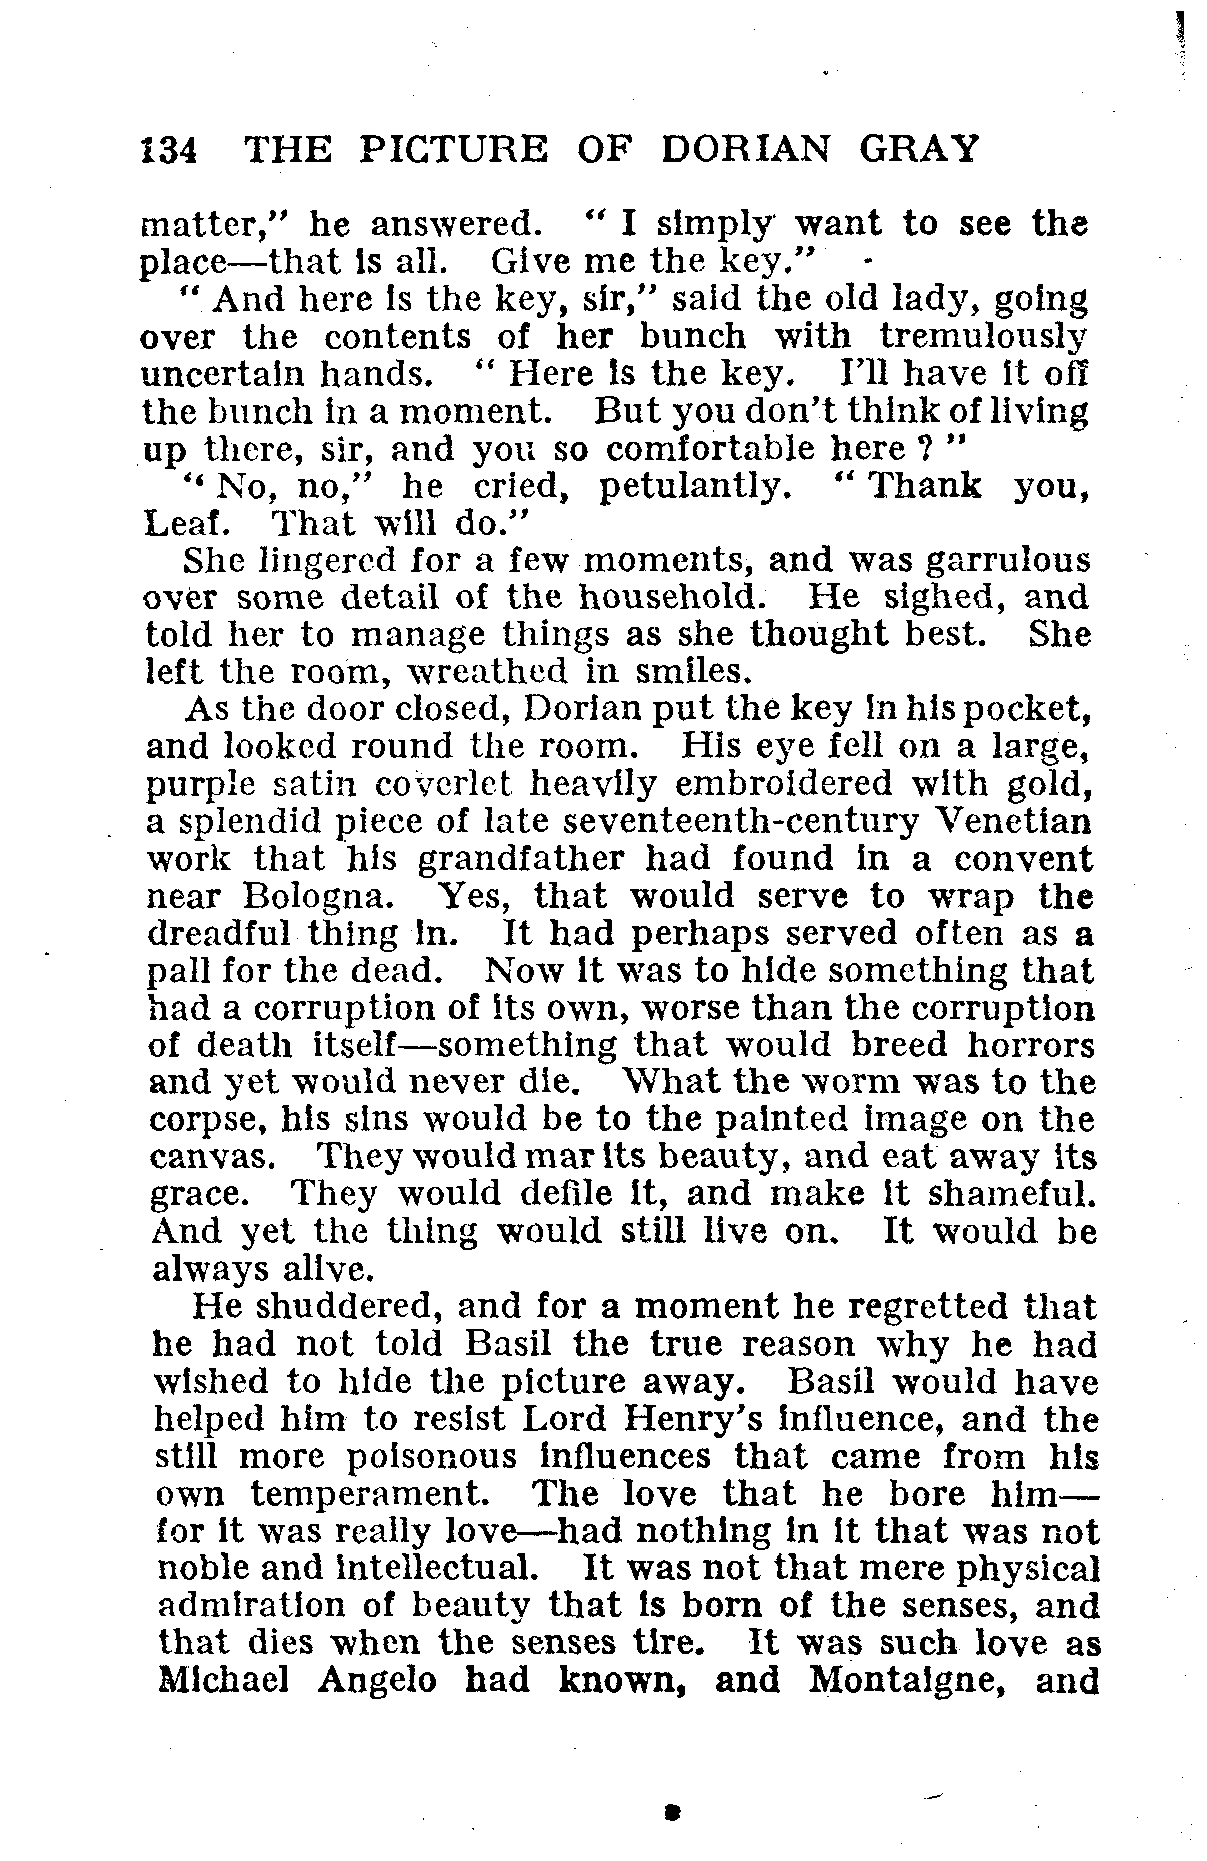 134 THE PICTURE OF DORIAN GRAY
matter," he answered. " I simply want to see the
place—that is all. Give me the key."
" And here is the key, sir," said the old lady, going
over the contents of her bunch with tremulously
uncertain hands. " Here is the key. I'll have it off
the bunch in a moment. But you don't think of living
up there, sir, and you so comfortable here ? "
" No, no," he cried, petulantly. " Thank you,
Leaf. That will do."
She lingered for a few moments, and was garrulous
over some detail of the household. He sighed, and
told her to manage things as she thought best. She
left the room, wreathed in smiles.
As the door closed, Dorian put the key in his pocket,
and looked round the room. His eye fell on a large,
purple satin coverlet heavily embroidered with gold,
a splendid piece of late seventeenth-century Venetian
work that his grandfather had found in a convent
near Bologna. Yes, that would serve to wrap the
dreadful thing in. It had perhaps served often as a
pall for the dead. Now it was to hide something that
had a corruption of its own, worse than the corruption
of death itself—something that would breed horrors
and yet would never die. What the worm was to the
corpse, his sins would be to the painted image on the
canvas. They would mar its beauty, and eat away its
grace. They would defile it, and make it shameful.
And yet the thing would still live on. It would be
always alive.
He shuddered, and for a moment he regretted that
he had not told Basil the true reason why he had
wished to hide the picture away. Basil would have
helped him to resist Lord Henry's influence, and the
still more poisonous influences that came from his
own temperament. The love that he bore him—
for it was really love—had nothing in it that was not
noble and intellectual. It was not that mere physical
admiration of beauty that is born of the senses, and
that dies when the senses tire. It was such love as
Michael Angelo had known, and Montaigne, and